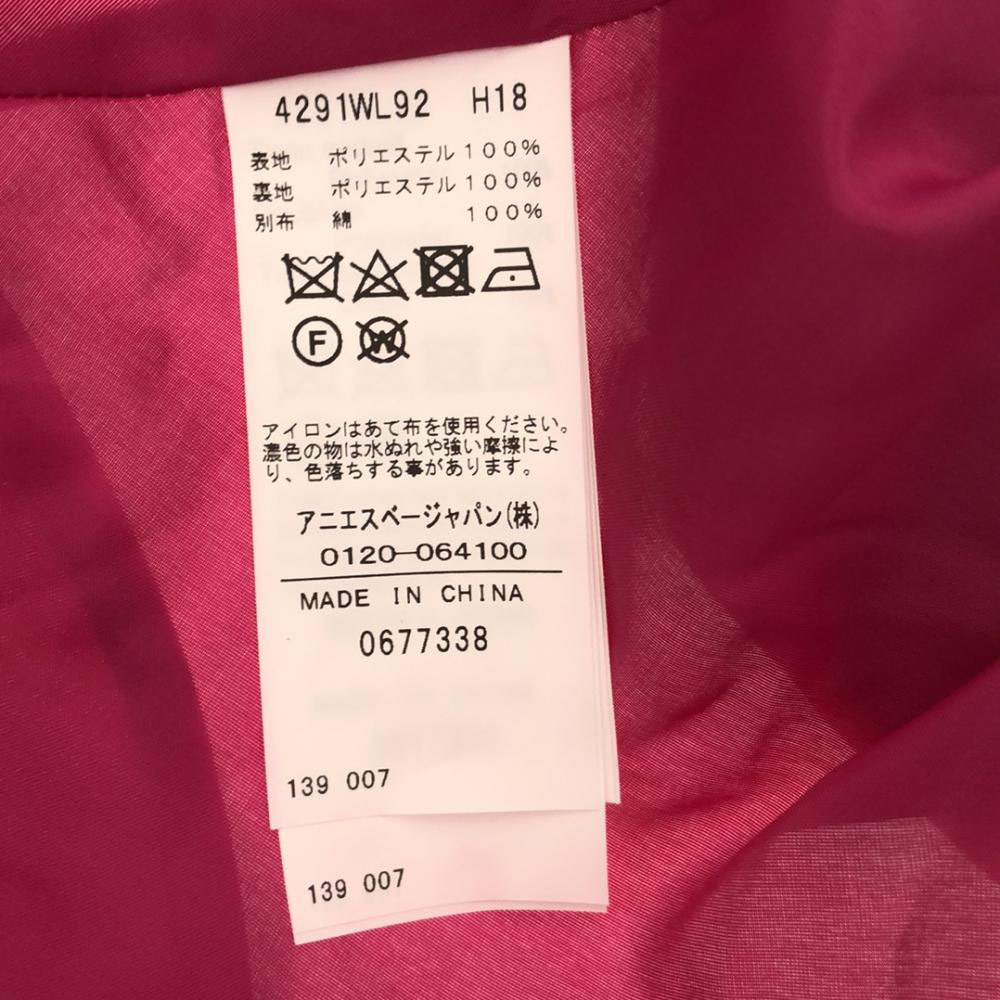 4291WL92 H18
表地 ポリエステル100%
裏地 ポリエステル100%
別布 綿 100%
F W
アイロンはあて布を使用ください。
濃色の物は水ぬれや強い摩擦によ
り、色落ちする事があります。
アニエスベージャパン(株)
0120-064100
MADE IN CHINA
0677338
139 007
139 007